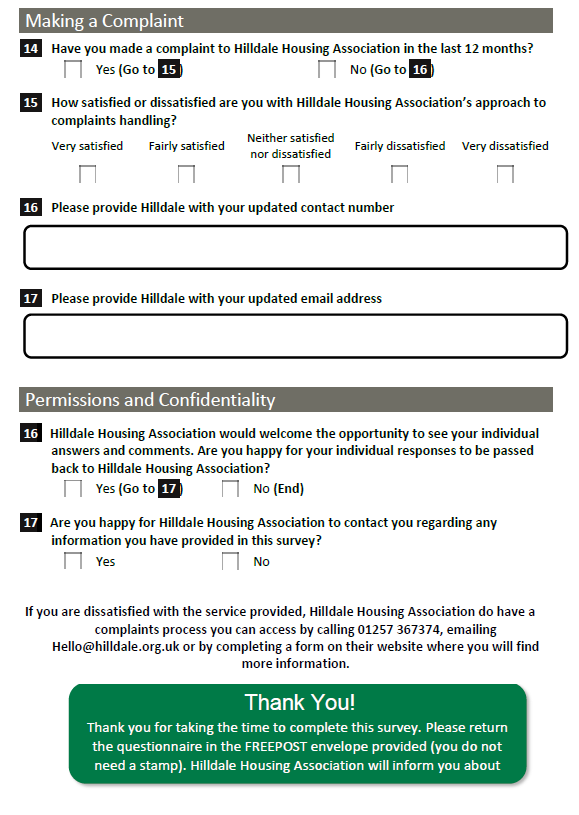 Making a Complaint
14 Have you made a complaint to Hilldale Housing Association in the last 12 months?
Yes (Go to 15) No (Go to 16)
15 How satisfied or dissatisfied are you with Hilldale Housing Association's approach to
complaints handling?
Very satisfied Fairly satisfied Neither satisfied nor dissatisfied Fairly dissatisfied Very dissatisfied
16 Please provide Hilldale with your updated contact number
17 Please provide Hilldale with your updated email address
Permissions and Confidentiality
16 Hilldale Housing Association would welcome the opportunity to see your individual
answers and comments. Are you happy for your individual responses to be passed
back to Hilldale Housing Association?
Yes (Go to 17) No (End)
17 Are you happy for Hilldale Housing Association to contact you regarding any
information you have provided in this survey?
Yes No
If you are dissatisfied with the service provided, Hilldale Housing Association do have a
complaints process you can access by calling 01257 367374, emailing
Hello@hilldale.org.uk or by completing a form on their website where you will find
more information.
Thank You!
Thank you for taking the time to complete this survey. Please return
the questionnaire in the FREEPOST envelope provided (you do not
need a stamp). Hilldale Housing Association will inform you about